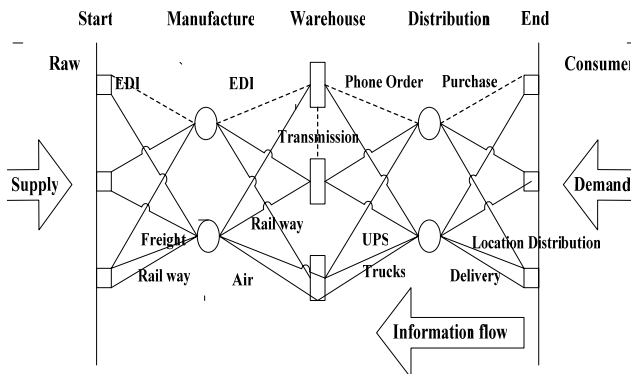 Start Manufacture Warehouse Distribution End
Raw Consumer
EDI EDI Phone Order Purchase
Transmission
Supply Demand
Rail way
Freight UPS Location Distribution
Rail way Air Trucks Delivery
Information flow